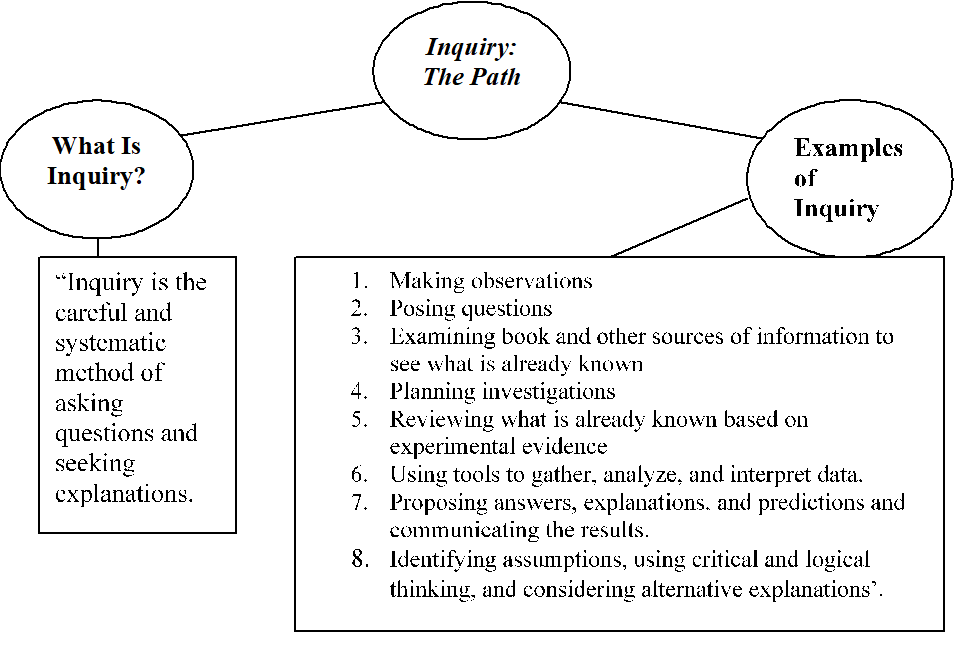 Inquiry:
The Path
What Is
Inquiry?
Examples
of
Inquiry
“Inquiry is the
careful and
systematic
method of
asking
questions and
seeking
explanations.
1. Making observations
2. Posing questions
3. Examining book and other sources of information to
see what is already known
4. Planning investigations
5. Reviewing what is already known based on
experimental evidence
6. Using tools to gather, analyze, and interpret data.
7. Proposing answers, explanations, and predictions and
communicating the results.
8. Identifying assumptions, using critical and logical
thinking, and considering alternative explanations’.